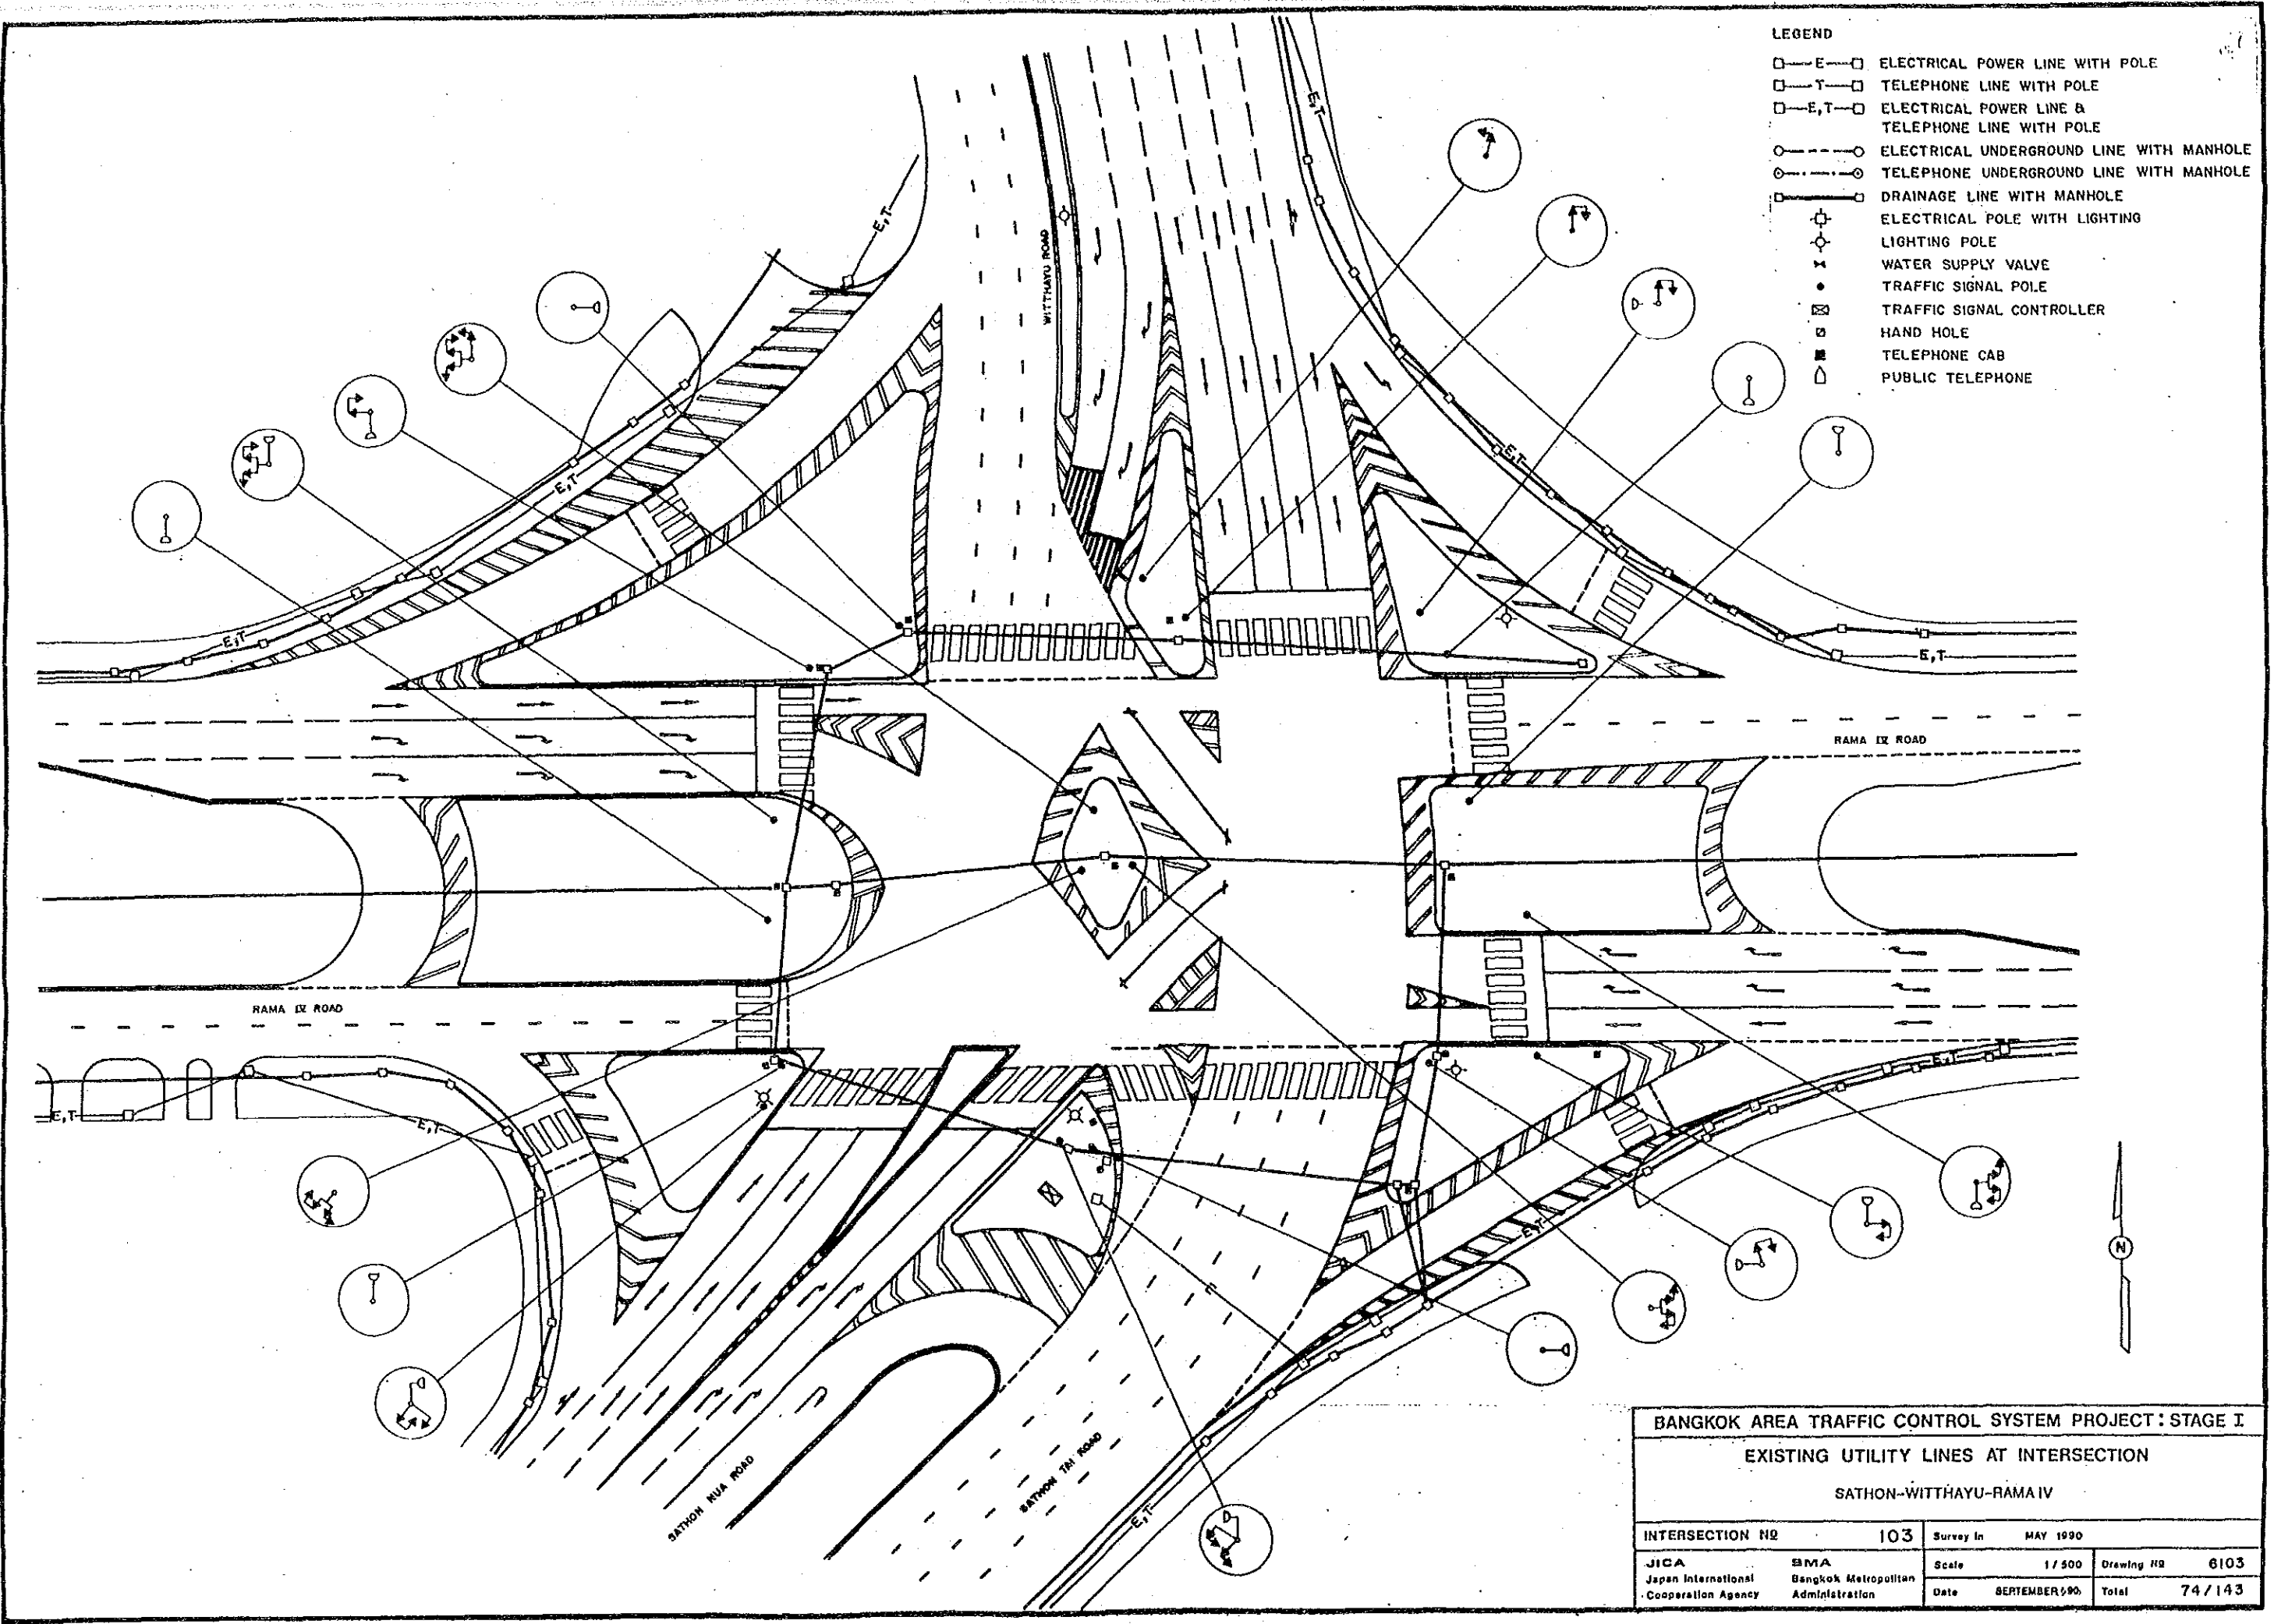 LEGEND
E ELECTRICAL POWER LINE WITH POLE
T TELEPHONE LINE WITH POLE
E,T ELECTRICAL POWER LINE &
TELEPHONE LINE WITH POLE
ELECTRICAL UNDERGROUND LINE WITH MANHOLE
TELEPHONE UNDERGROUND LINE WITH MANHOLE
DRAINAGE LINE WITH MANHOLE
ELECTRICAL POLE WITH LIGHTING
LIGHTING POLE
WATER SUPPLY VALVE
TRAFFIC SIGNAL POLE
TRAFFIC SIGNAL CONTROLLER
HAND HOLE
TELEPHONE CAB
PUBLIC TELEPHONE
E,T
E,T
WITTHAYU ROAD
E,T
E,T
E,T
E,T
RAMA IV ROAD
RAMA IV ROAD
E,T
E,T
E,T
E,T
N
SATHON NUA ROAD
SATHON TAI ROAD
E,T
BANGKOK AREA TRAFFIC CONTROL SYSTEM PROJECT: STAGE I
EXISTING UTILITY LINES AT INTERSECTION
SATHON-WITTHAYU-RAMA IV
INTERSECTION No 103
Survey In MAY 1990
JICA
Japan International
Cooperation Agency
BMA
Bangkok Metropolitan
Administration
Scale 1/500
Drawing No 6103
Date SEPTEMBER,'90.
Total 74/143